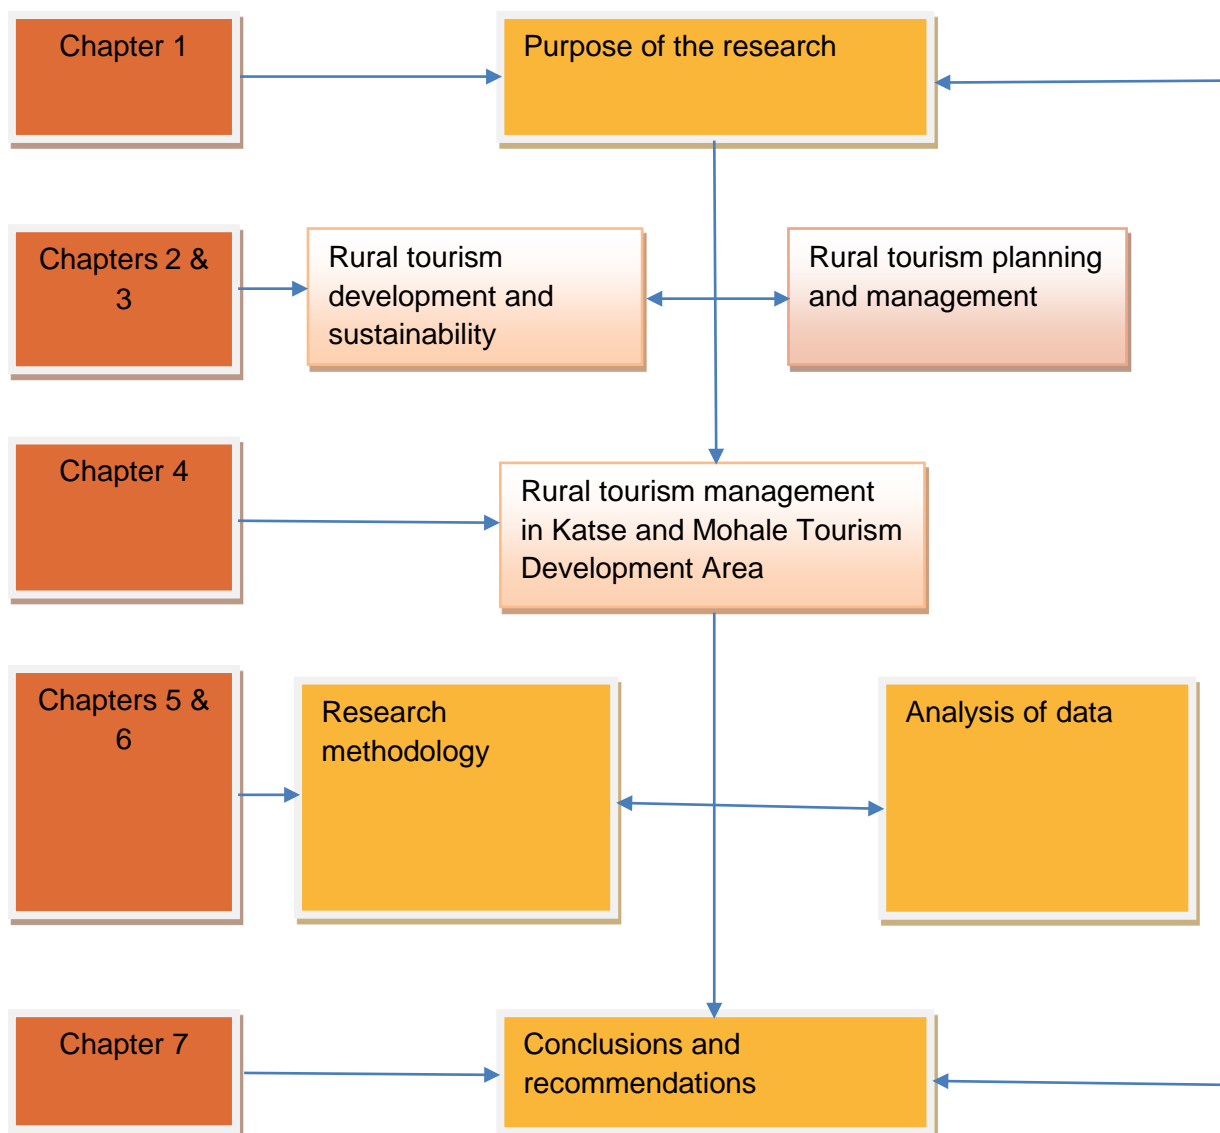 Chapter 1
Purpose of the research
Chapters 2 &
3
Rural tourism
development and
sustainability
Rural tourism planning
and management
Chapter 4
Rural tourism management
in Katse and Mohale Tourism
Development Area
Chapters 5 &
6
Research
methodology
Analysis of data
Chapter 7
Conclusions and
recommendations